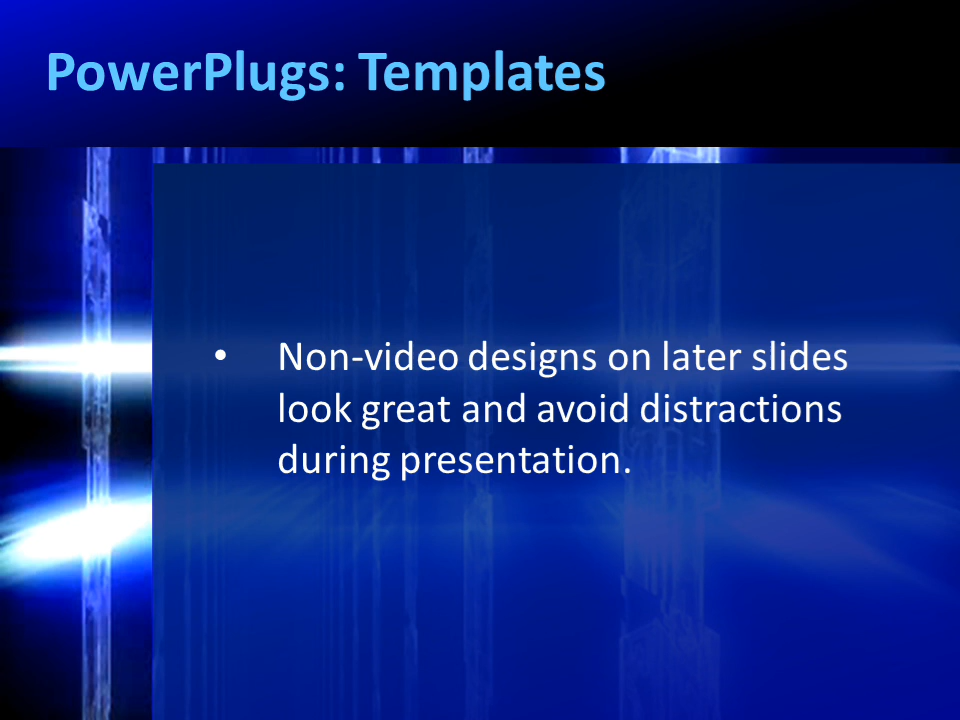 PowerPlugs: Templates
• Non-video designs on later slides
look great and avoid distractions
during presentation.